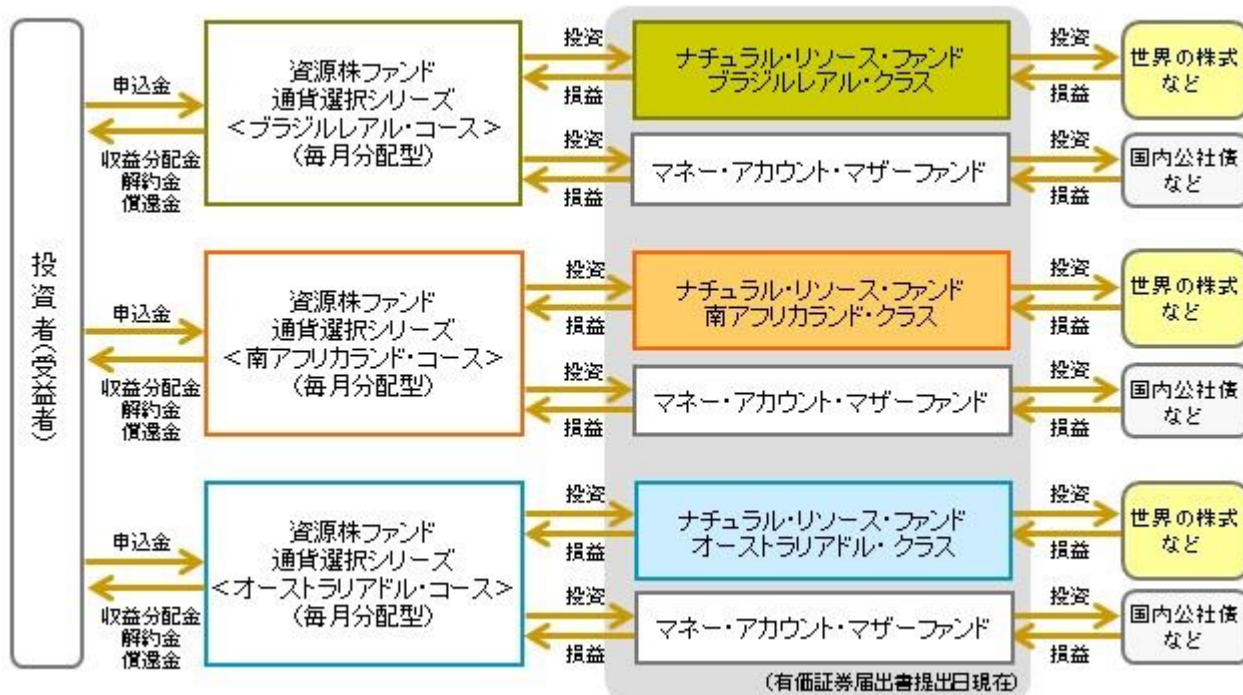 投資者(受益者)
申込金
収益分配金
解約金
償還金
資源株ファンド
通貨選択シリーズ
<ブラジルレアル・コース>
(毎月分配型)
投資
損益
投資
損益
ナチュラル・リソース・ファンド
ブラジルレアル・クラス
マネー・アカウント・マザーファンド
投資
損益
投資
損益
世界の株式
など
国内公社債
など
申込金
収益分配金
解約金
償還金
資源株ファンド
通貨選択シリーズ
<南アフリカランド・コース>
(毎月分配型)
投資
損益
投資
損益
ナチュラル・リソース・ファンド
南アフリカランド・クラス
マネー・アカウント・マザーファンド
投資
損益
投資
損益
世界の株式
など
国内公社債
など
申込金
収益分配金
解約金
償還金
資源株ファンド
通貨選択シリーズ
<オーストラリアドル・コース>
(毎月分配型)
投資
損益
投資
損益
ナチュラル・リソース・ファンド
オーストラリアドル・クラス
マネー・アカウント・マザーファンド
投資
損益
投資
損益
世界の株式
など
国内公社債
など
(有価証券届出書提出日現在)